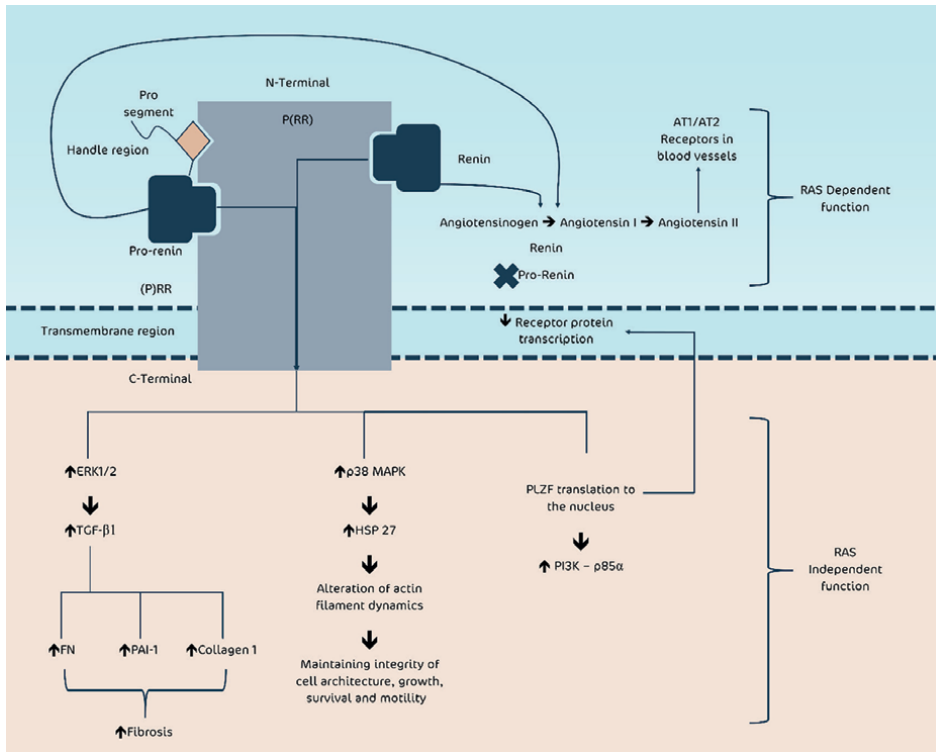 N-Terminal
Pro
segment
P(RR)
Handle region
Renin
AT1/AT2
Receptors in
blood vessels
RAS Dependent
function
Angiotensinogen → Angiotensin I → Angiotensin II
Pro-renin
Renin
Pro-Renin
(P)RR
Transmembrane region
↓ Receptor protein
transcription
C-Terminal
↑ERK1/2
↑p38 MAPK
PLZF translation to
the nucleus
↑TGF-β1
↑HSP 27
↑ PI3K – p85α
RAS
Independent
function
Alteration of actin
filament dynamics
↑FN
↑PAI-1
↑Collagen 1
Maintaining integrity of
cell architecture, growth,
survival and motility
↑Fibrosis